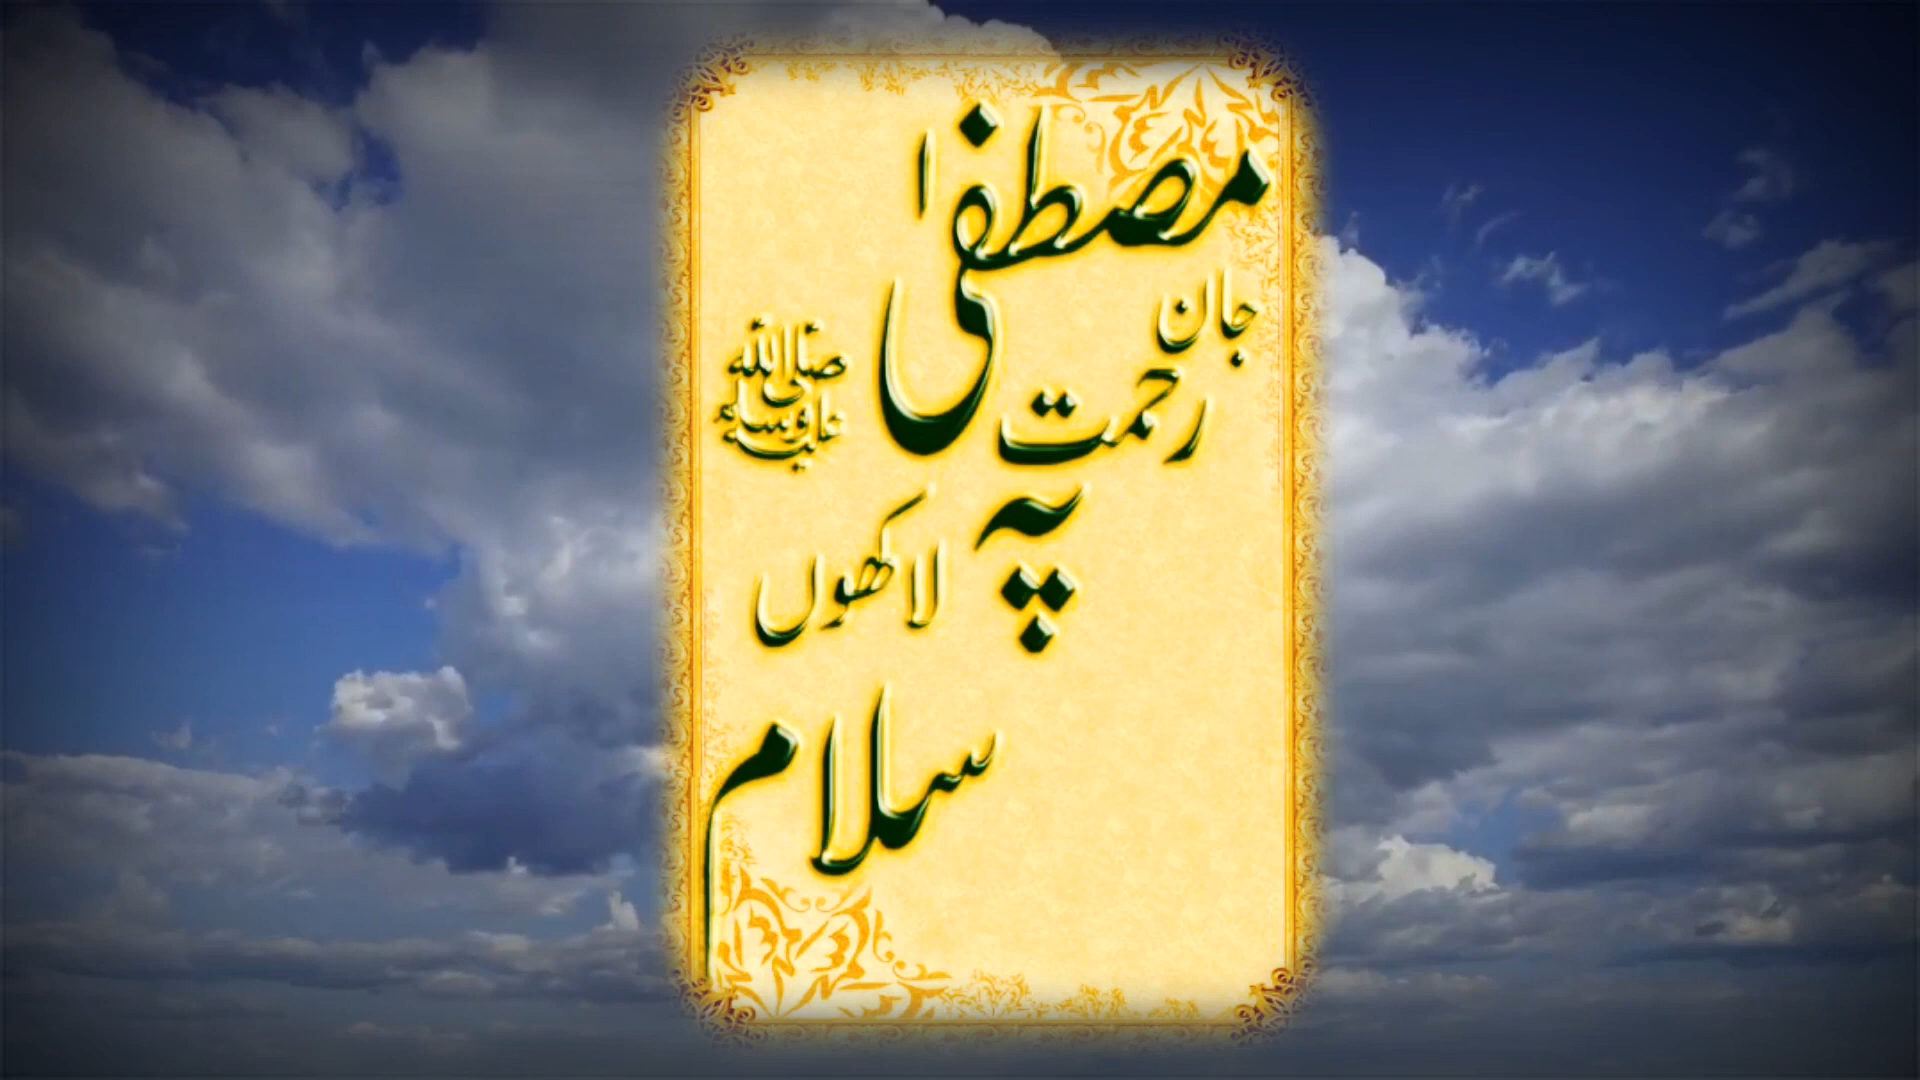 مصطفیٰ
جان
رحمت
صلی اللہ علیہ وسلم
پہ
لاکھوں
سلام